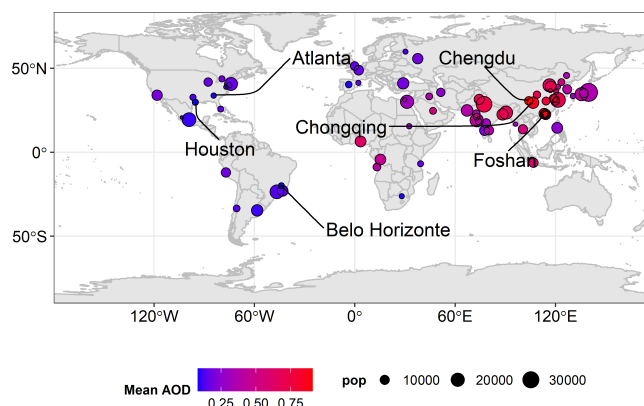 Atlanta
Chengdu
50°N
Chongqing
0°
Houston
Foshan
Belo Horizonte
50°S
120°W
60°W
0°E
60°E
120°E
Mean AOD
0.25 0.50 0.75
pop
10000
20000
30000